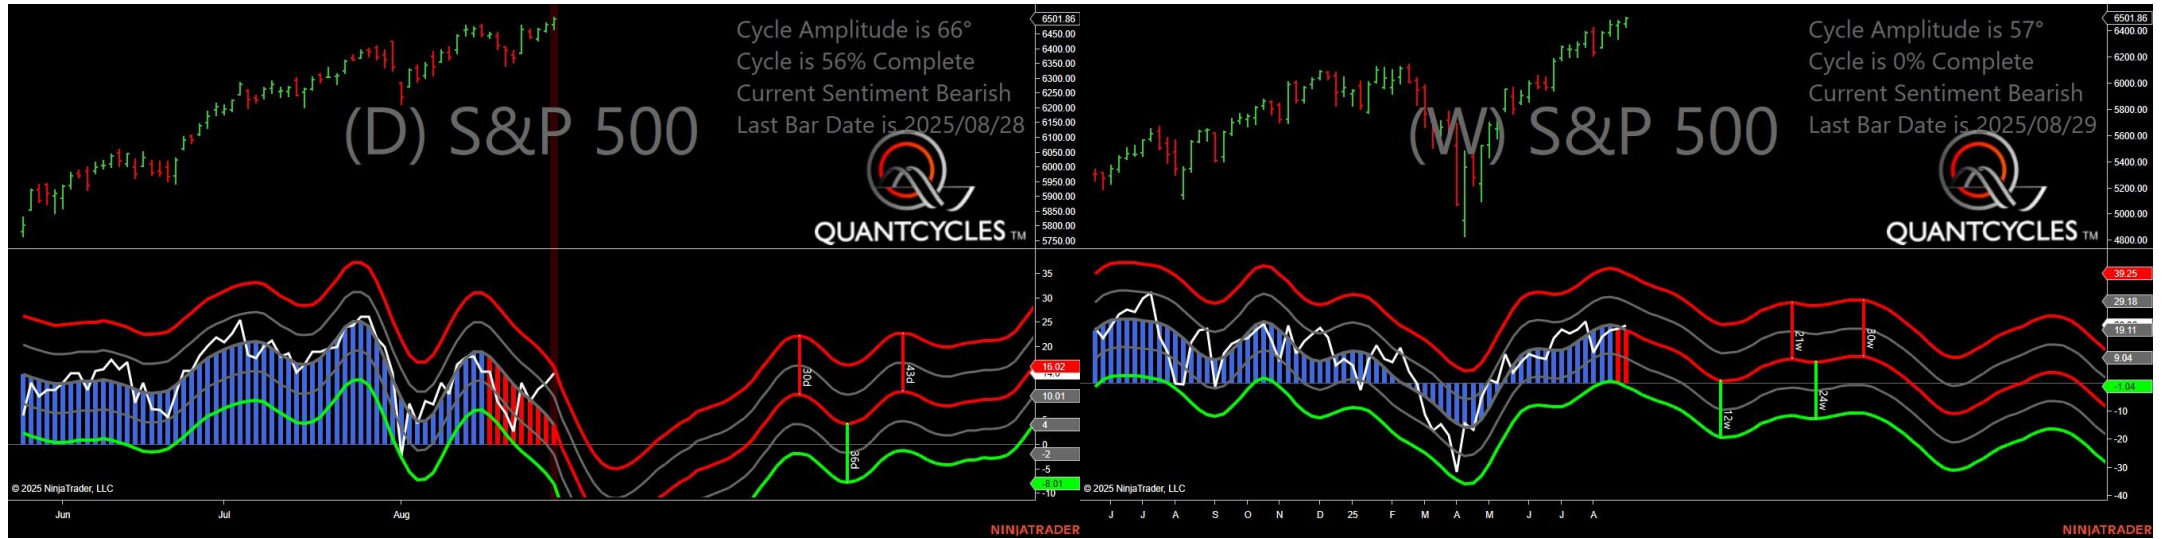 Cycle Amplitude is 66°
Cycle is 56% Complete
Current Sentiment Bearish
Last Bar Date is 2025/08/28
(D) S&P 500
QUANTCYCLES TM
6501.86
6450.00
6400.00
6350.00
6300.00
6250.00
6200.00
6150.00
6100.00
6050.00
6000.00
5950.00
5900.00
5850.00
5800.00
5750.00
35
30
25
20
16.02
10.01
4
0
-2
-5
-8.01
-10
30d
36d
43d
© 2025 NinjaTrader, LLC
Jun Jul Aug
NINJATRADER
Cycle Amplitude is 57°
Cycle is 0% Complete
Current Sentiment Bearish
Last Bar Date is 2025/08/29
(W) S&P 500
QUANTCYCLES TM
6501.86
6400.00
6200.00
6000.00
5800.00
5600.00
5400.00
5200.00
5000.00
4800.00
39.25
29.18
19.11
9.04
-1.04
-10
-20
-30
-40
12w
21w
24w
30w
© 2025 NinjaTrader, LLC
J J A S O N D 25 F M A M J J A
NINJATRADER